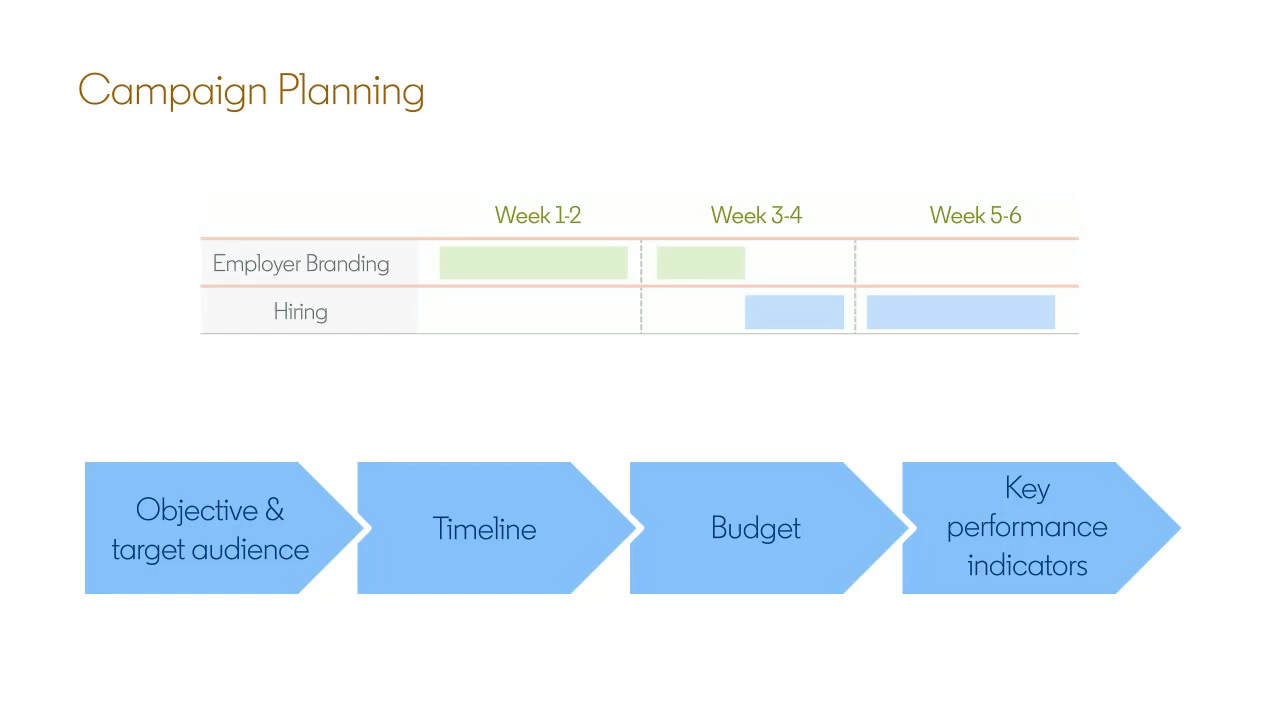 Campaign Planning
Week 1-2 Week 3-4 Week 5-6
Employer Branding
Hiring
Objective &
target audience
Timeline
Budget
Key
performance
indicators